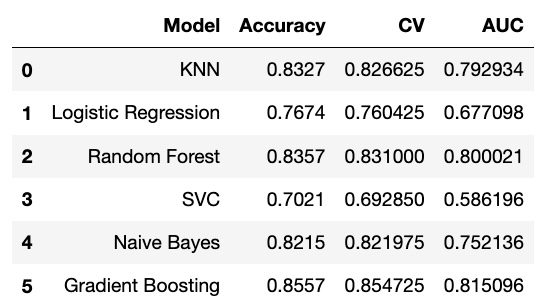 Model Accuracy CV AUC
0 KNN 0.8327 0.826625 0.792934
1 Logistic Regression 0.7674 0.760425 0.677098
2 Random Forest 0.8357 0.831000 0.800021
3 SVC 0.7021 0.692850 0.586196
4 Naive Bayes 0.8215 0.821975 0.752136
5 Gradient Boosting 0.8557 0.854725 0.815096